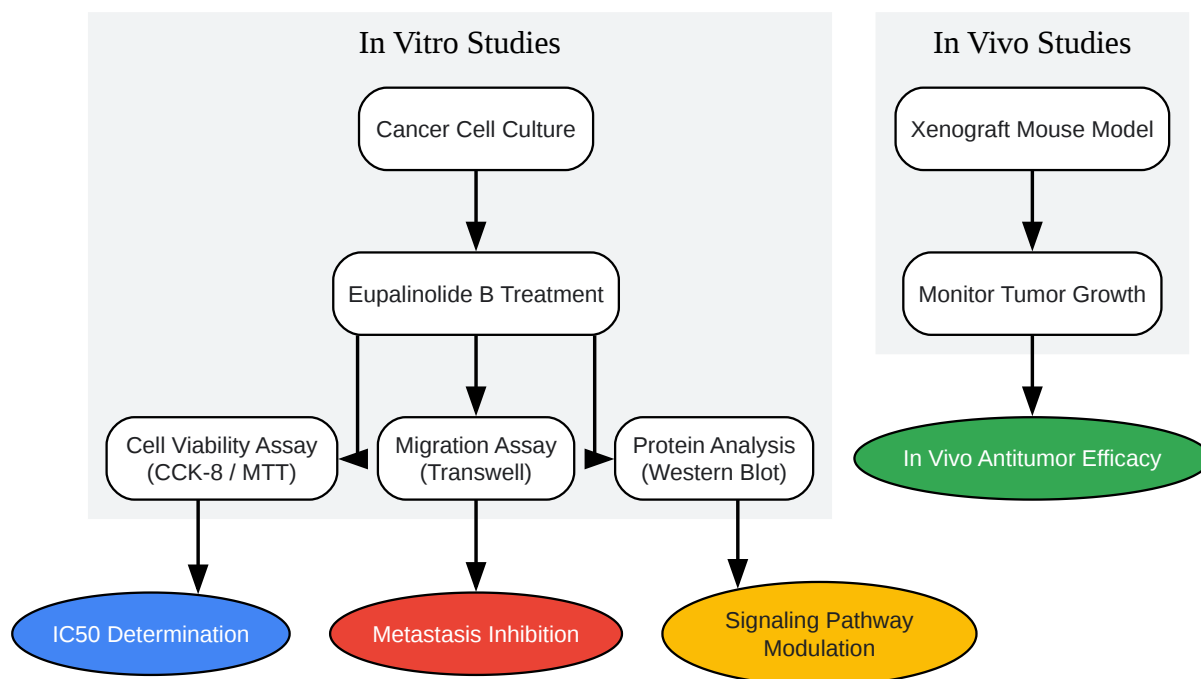 In Vitro Studies
Cancer Cell Culture
Eupalinolide B Treatment
Cell Viability Assay
(CCK-8 / MTT)
Migration Assay
(Transwell)
Protein Analysis
(Western Blot)
IC50 Determination
Metastasis Inhibition
Signaling Pathway
Modulation
In Vivo Studies
Xenograft Mouse Model
Monitor Tumor Growth
In Vivo Antitumor Efficacy